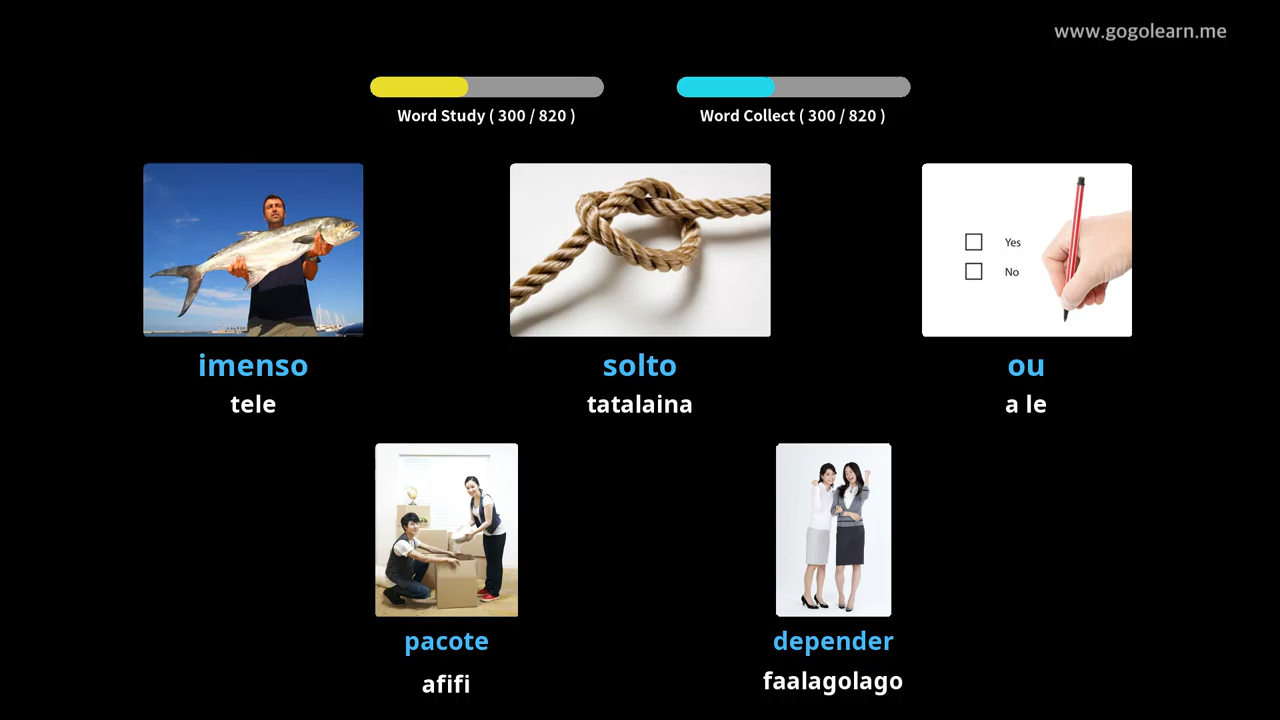 www.gogolearn.me
Word Study ( 300 / 820 )
Word Collect ( 300 / 820 )
Yes
No
imenso
solto
ou
tele
tatalaina
a le
pacote
depender
afifi
faalagolago